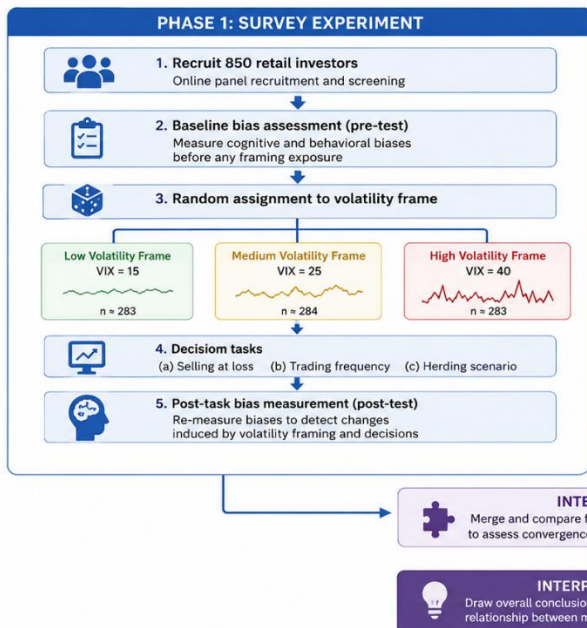 PHASE 1: SURVEY EXPERIMENT
1. Recruit 850 retail investors
Online panel recruitment and screening
2. Baseline bias assessment (pre-test)
Measure cognitive and behavioral biases
before any framing exposure
3. Random assignment to volatility frame
Low Volatility Frame
VIX = 15
n ≈ 283
Medium Volatility Frame
VIX = 25
n ≈ 284
High Volatility Frame
VIX = 40
n ≈ 283
4. Decisiom tasks
(a) Selling at loss (b) Trading frequency (c) Herding scenario
5. Post-task bias measurement (post-test)
Re-measure biases to detect changes
induced by volatility framing and decisions
INTE
Merge and compare f
to assess convergence
INTERP
Draw overall conclusio
relationship between m